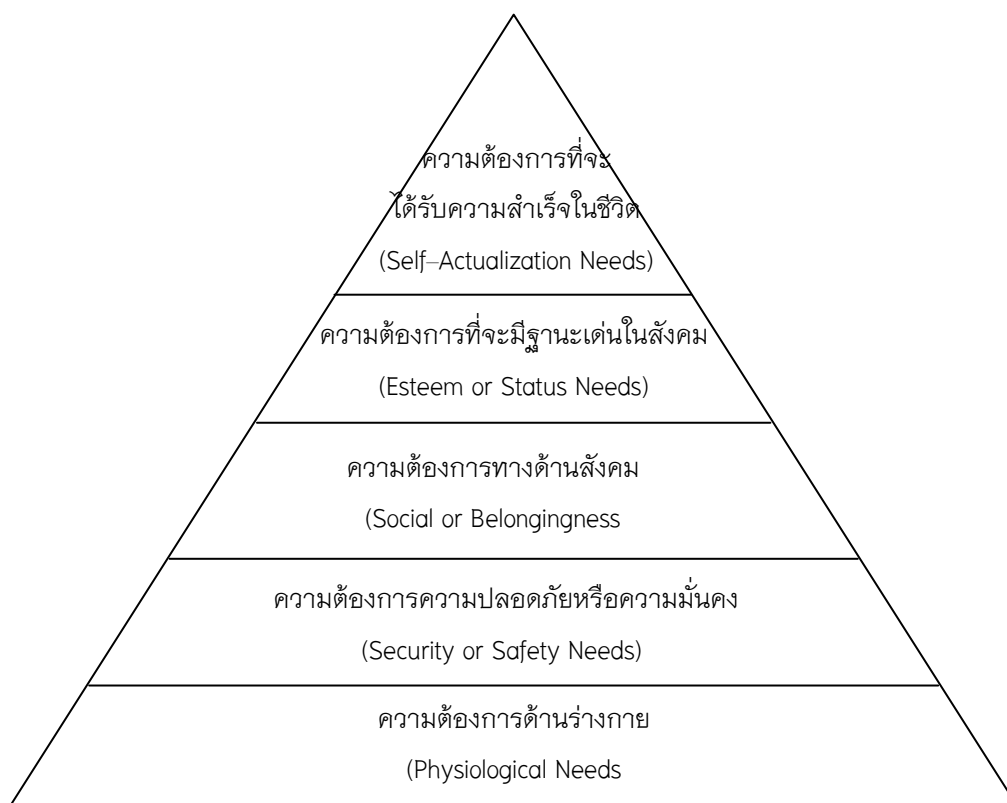 ความต้องการที่จะ
ได้รับความสำเร็จในชีวิต
(Self–Actualization Needs)
ความต้องการที่จะมีฐานะเด่นในสังคม
(Esteem or Status Needs)
ความต้องการทางด้านสังคม
(Social or Belongingness
ความต้องการความปลอดภัยหรือความมั่นคง
(Security or Safety Needs)
ความต้องการด้านร่างกาย
(Physiological Needs